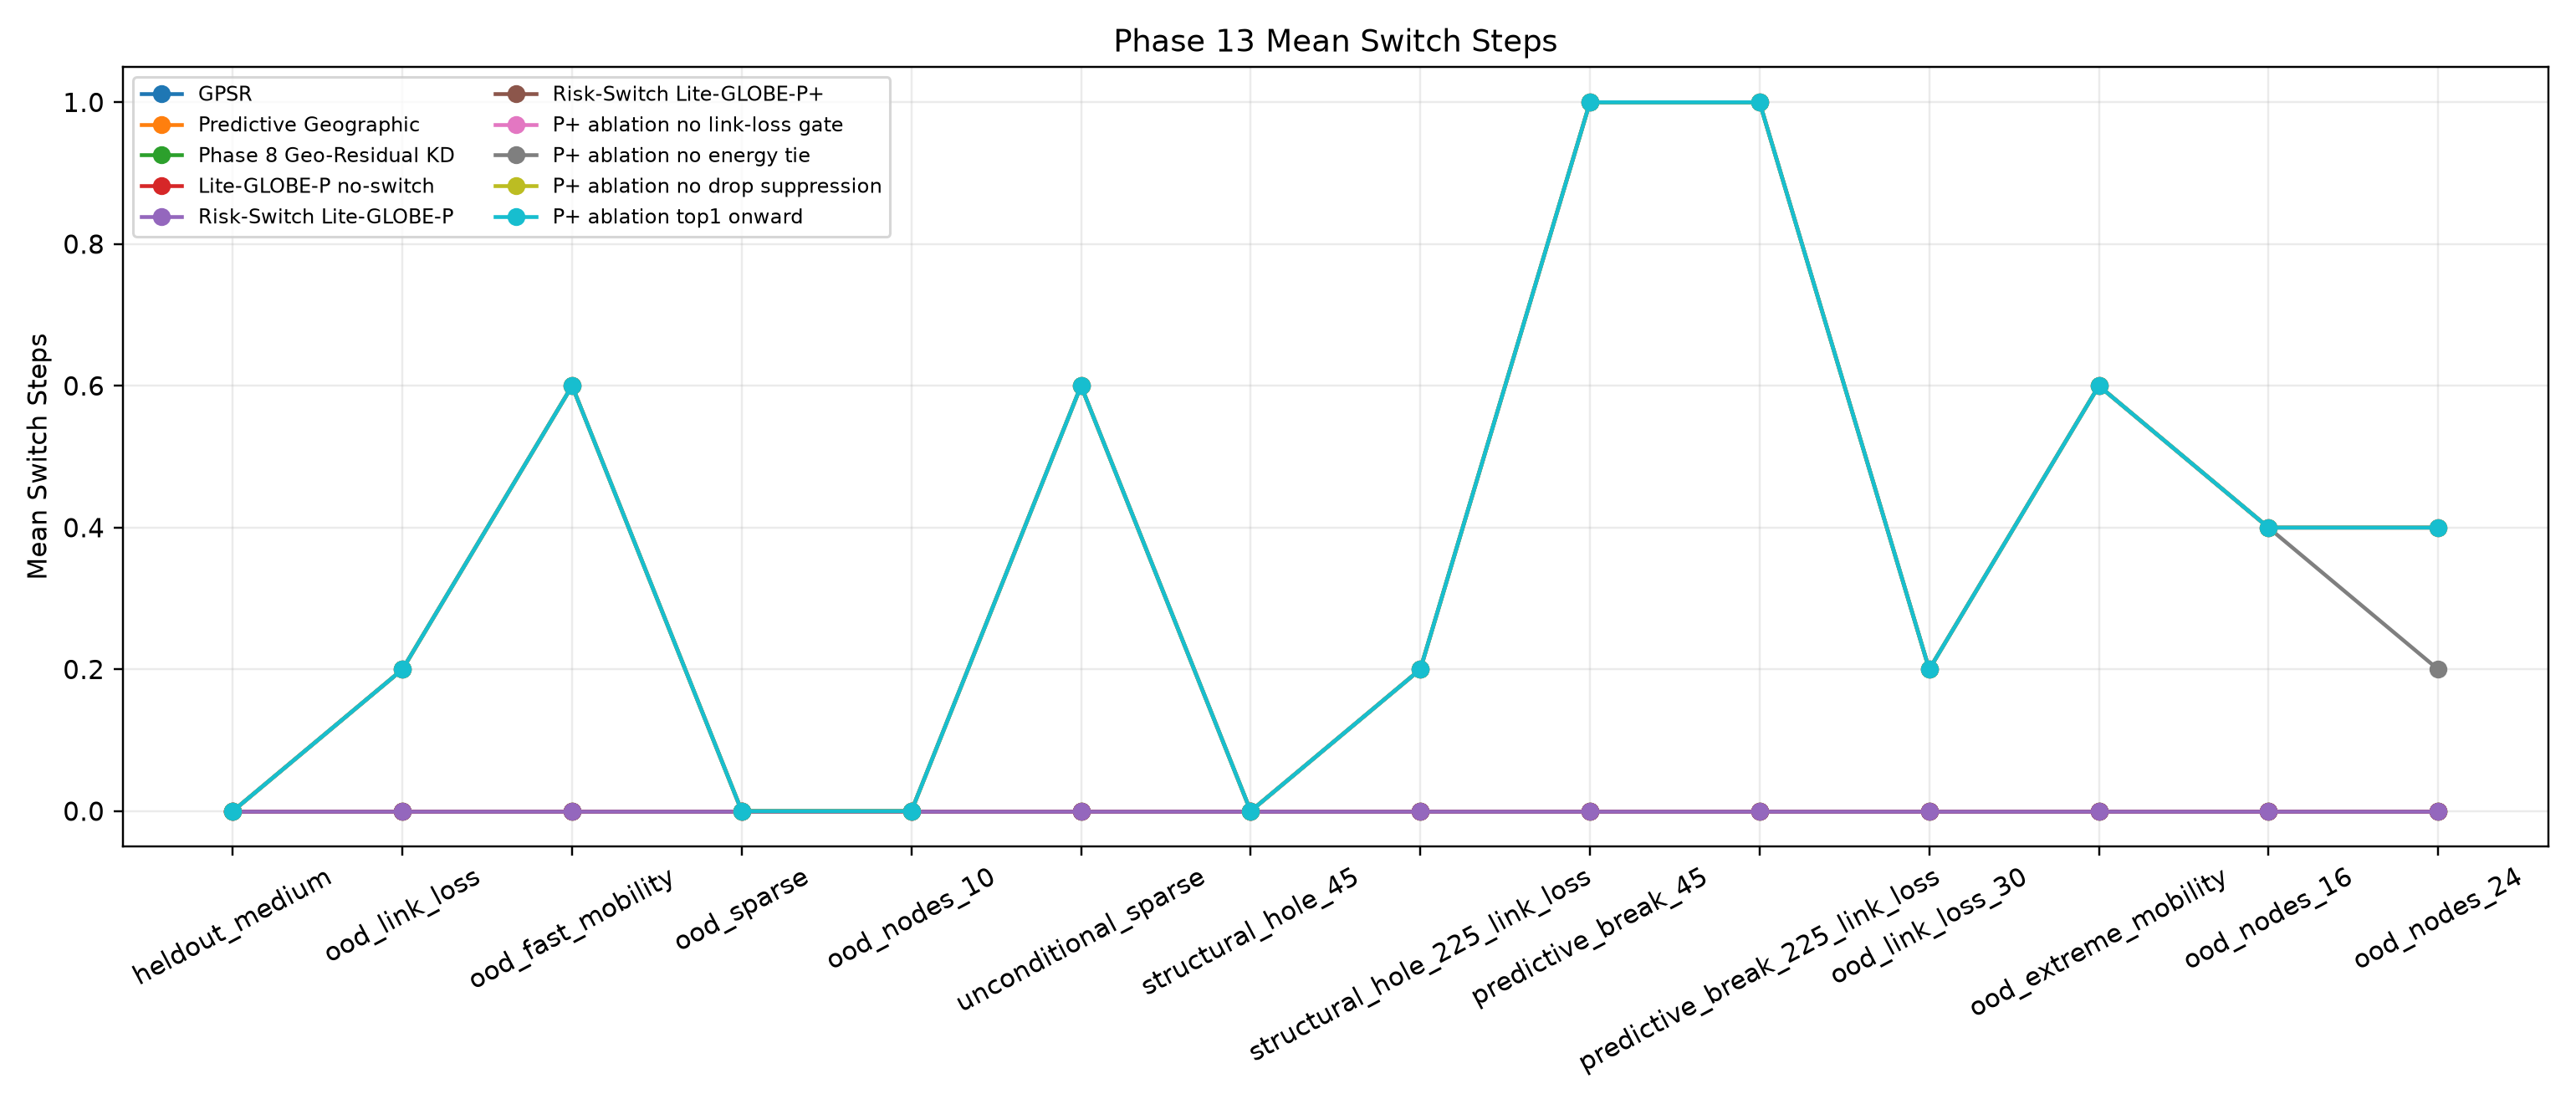 Phase 13 Mean Switch Steps
GPSR
Predictive Geographic
Phase 8 Geo-Residual KD
Lite-GLOBE-P no-switch
Risk-Switch Lite-GLOBE-P
Risk-Switch Lite-GLOBE-P+
P+ ablation no link-loss gate
P+ ablation no energy tie
P+ ablation no drop suppression
P+ ablation top1 onward
Mean Switch Steps
1.0
0.8
0.6
0.4
0.2
0.0
heldout_medium
ood_link_loss
ood_fast_mobility
ood_sparse
ood_nodes_10
unconditional_sparse
structural_hole_45
structural_hole_225_link_loss
predictive_break_45
predictive_break_225_link_loss
ood_link_loss_30
ood_extreme_mobility
ood_nodes_16
ood_nodes_24